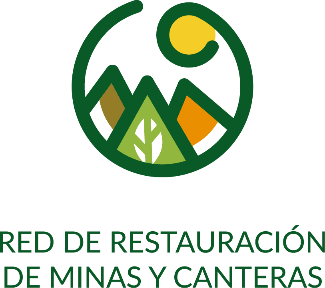 RED DE RESTAURACIÓN
DE MINAS Y CANTERAS